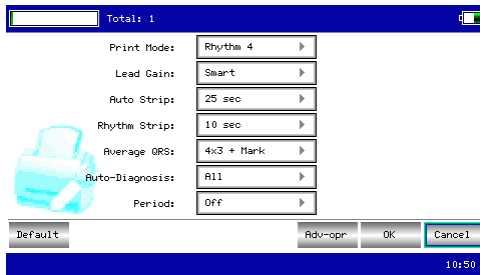 Total: 1
Print Mode: Rhythm 4
Lead Gain: Smart
Auto Strip: 25 sec
Rhythm Strip: 10 sec
Average QRS: 4x3 + Mark
Auto-Diagnosis: All
Period: Off
Default Adv-opr OK Cancel
10:50